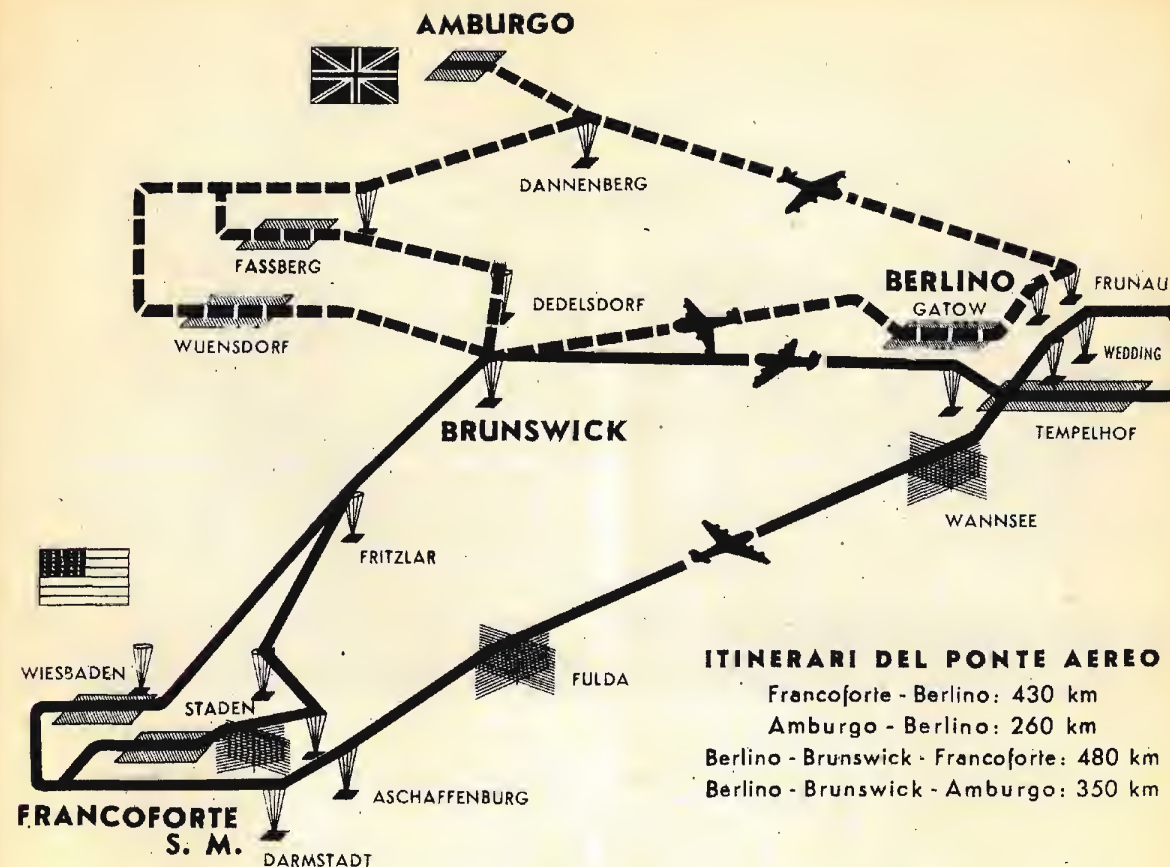 AMBURGO
DANNENBERG
FASSBERG
BERLINO
FRUNAU
DEDELSDORF
GATOW
WUENSDORF
WEDDING
BRUNSWICK
TEMPELHOF
WANNSEE
FRITZLAR
WIESBADEN
FULDA
STADEN
ITINERARI DEL PONTE AEREO
Francoforte - Berlino: 430 km
Amburgo - Berlino: 260 km
Berlino - Brunswick - Francoforte: 480 km
Berlino - Brunswick - Amburgo: 350 km
ASCHAFFENBURG
FRANCOFORTE
S. M.
DARMSTADT